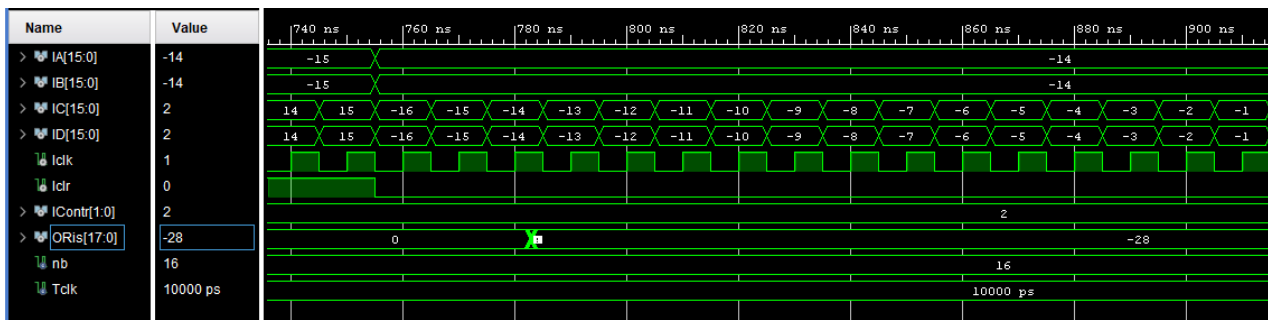 Name Value 740 ns 760 ns 780 ns 800 ns 820 ns 840 ns 860 ns 880 ns 900 ns
> IA[15:0] -14 -15 -14
> IB[15:0] -14 -15 -14
> IC[15:0] 2 14 15 -16 -15 -14 -13 -12 -11 -10 -9 -8 -7 -6 -5 -4 -3 -2 -1
> ID[15:0] 2 14 15 -16 -15 -14 -13 -12 -11 -10 -9 -8 -7 -6 -5 -4 -3 -2 -1
Iclk 1
Iclr 0
> IContr[1:0] 2 2
> ORis[17:0] -28 0 -28
nb 16 16
Tclk 10000 ps 10000 ps